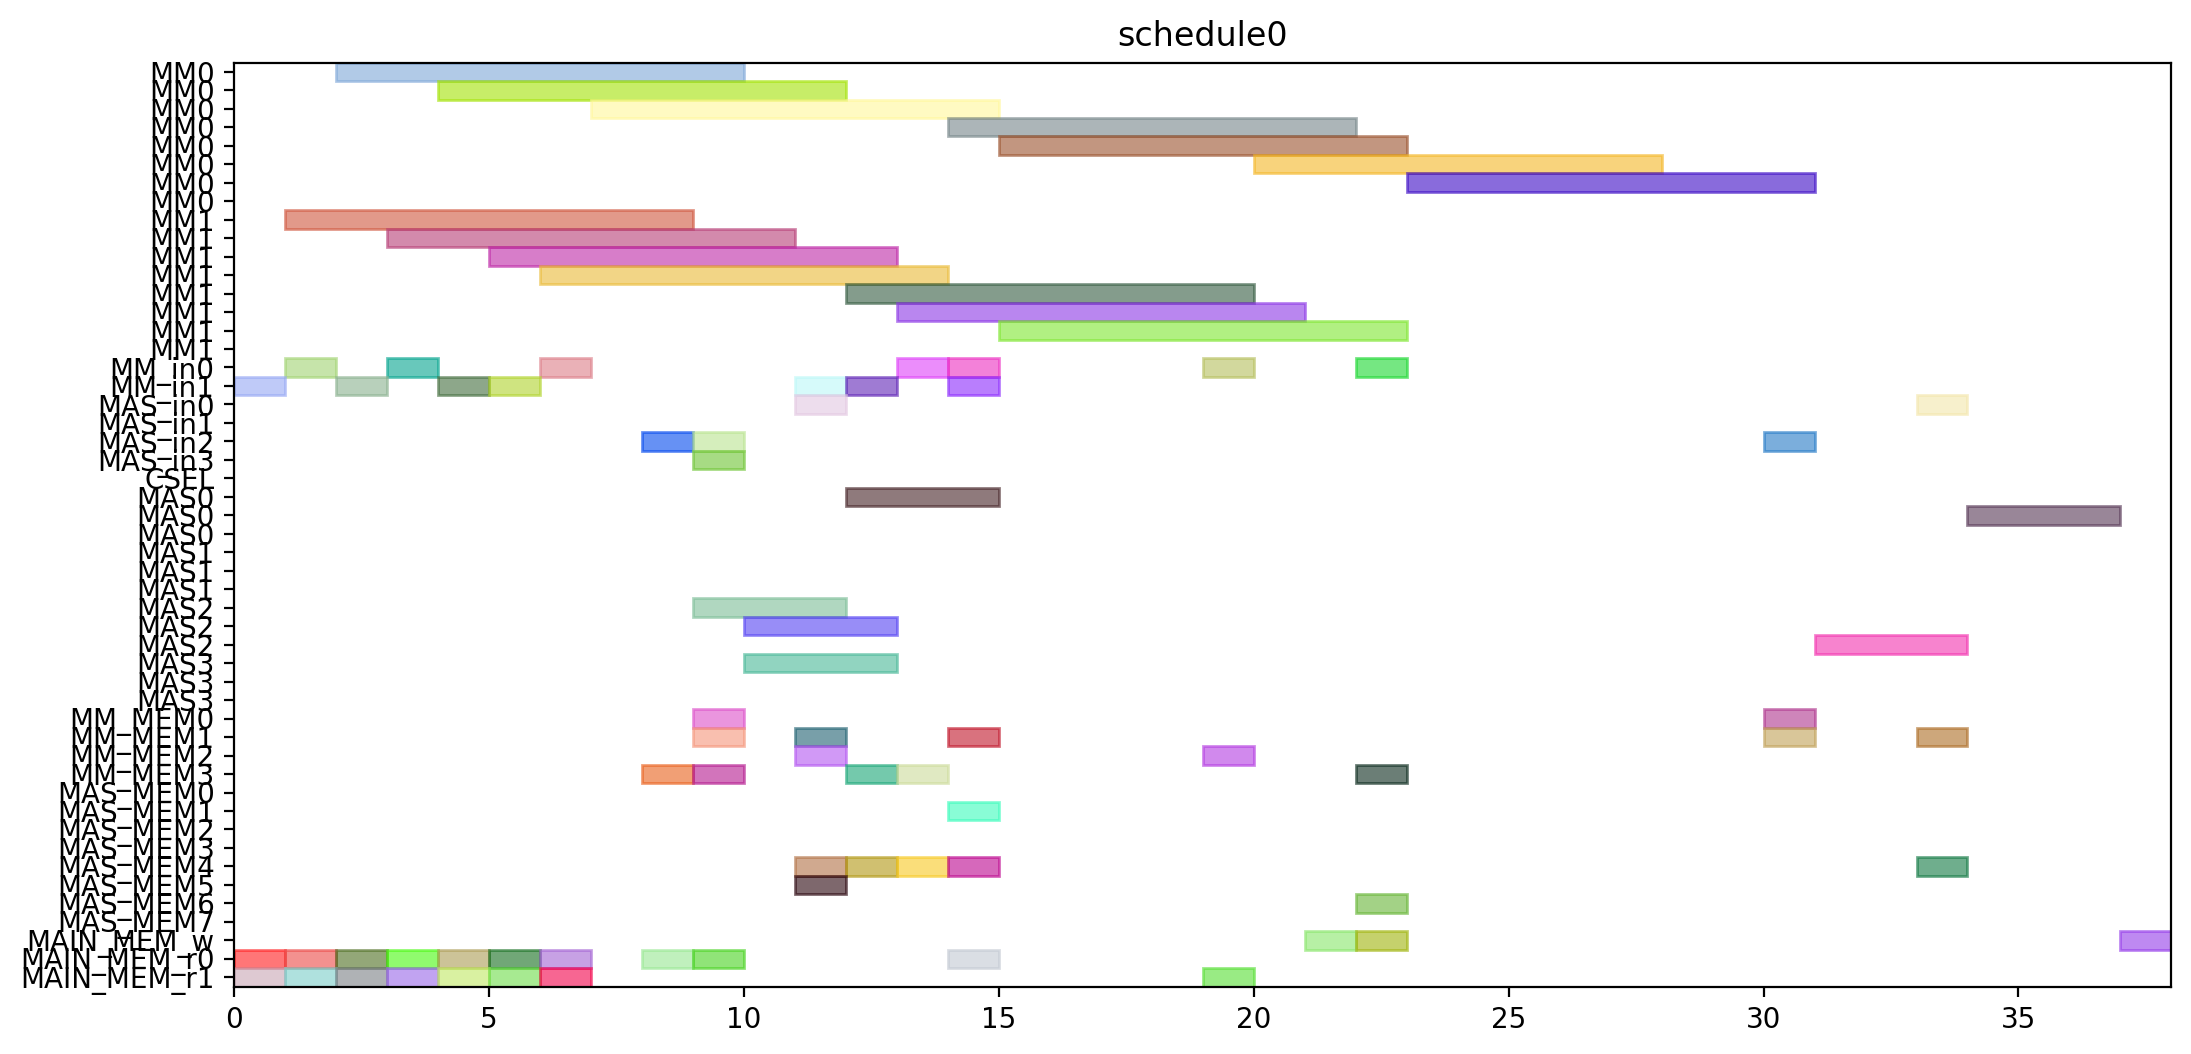 schedule0
MM0
MM0
MM0
MM0
MM0
MM0
MM0
MM0
MM1
MM1
MM1
MM1
MM1
MM1
MM1
MM1
MM_in0
MM_in1
MAS_in0
MAS_in1
MAS_in2
MAS_in3
CSEL
MAS0
MAS0
MAS0
MAS1
MAS1
MAS1
MAS2
MAS2
MAS2
MAS3
MAS3
MAS3
MM_MEM0
MM_MEM1
MM_MEM2
MM_MEM3
MAS_MEM0
MAS_MEM1
MAS_MEM2
MAS_MEM3
MAS_MEM4
MAS_MEM5
MAS_MEM6
MAS_MEM7
MAIN_MEM_w
MAIN_MEM_r0
MAIN_MEM_r1
0 5 10 15 20 25 30 35